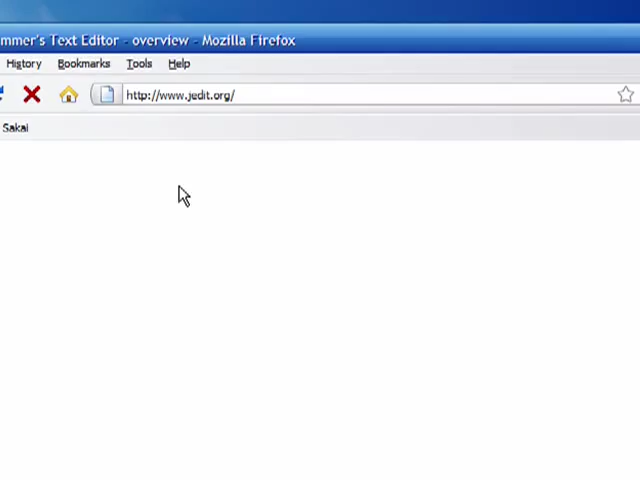 mmer's Text Editor - overview - Mozilla Firefox
History Bookmarks Tools Help
http://www.jedit.org/
Sakai